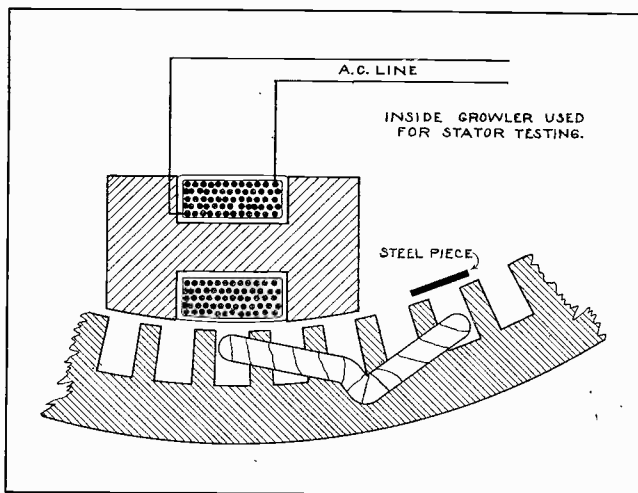 A.C. LINE
INSIDE GROWLER USED
FOR STATOR TESTING.
STEEL PIECE